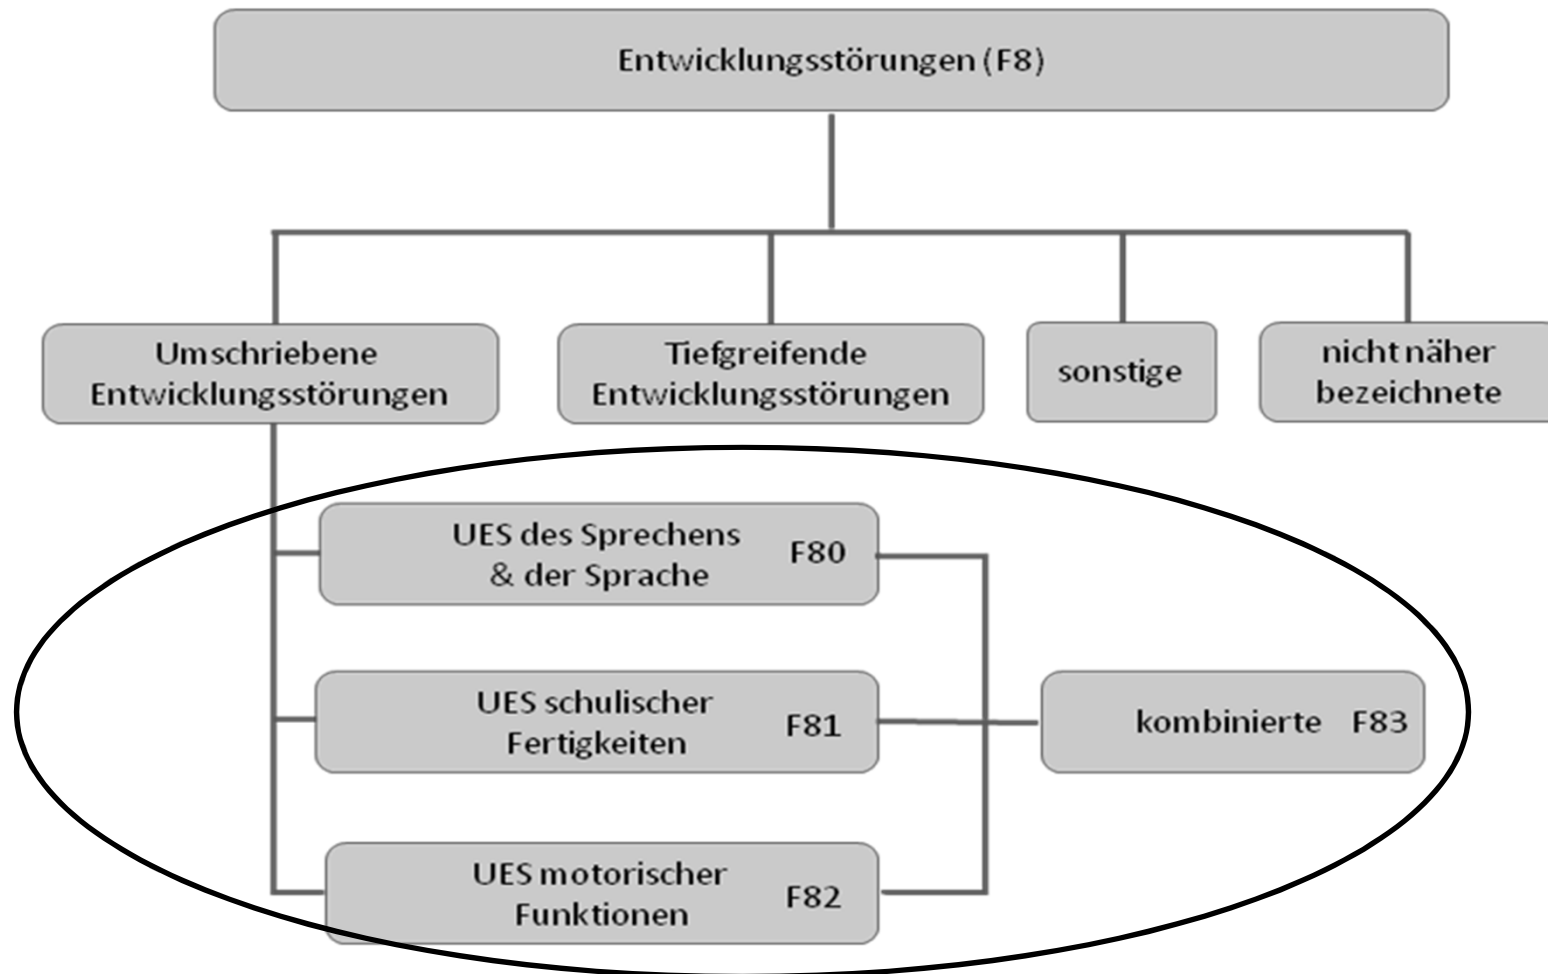 Entwicklungsstörungen (F8)
Umschriebene
Entwicklungsstörungen
Tiefgreifende
Entwicklungsstörungen
sonstige
nicht näher
bezeichnete
UES des Sprechens
& der Sprache
F80
UES schulischer
Fertigkeiten
F81
kombinierte F83
UES motorischer
Funktionen
F82